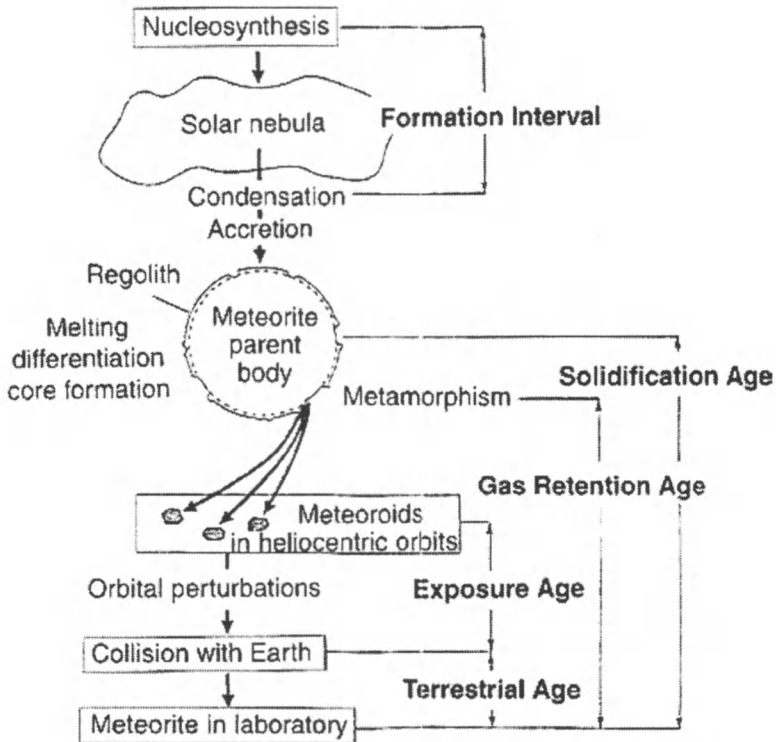 Nucleosynthesis
Solar nebula
Formation Interval
Condensation
Accretion
Regolith
Melting
differentiation
core formation
Meteorite
parent
body
Solidification Age
Metamorphism
Gas Retention Age
Meteoroids
in heliocentric orbits
Orbital perturbations
Exposure Age
Collision with Earth
Terrestrial Age
Meteorite in laboratory